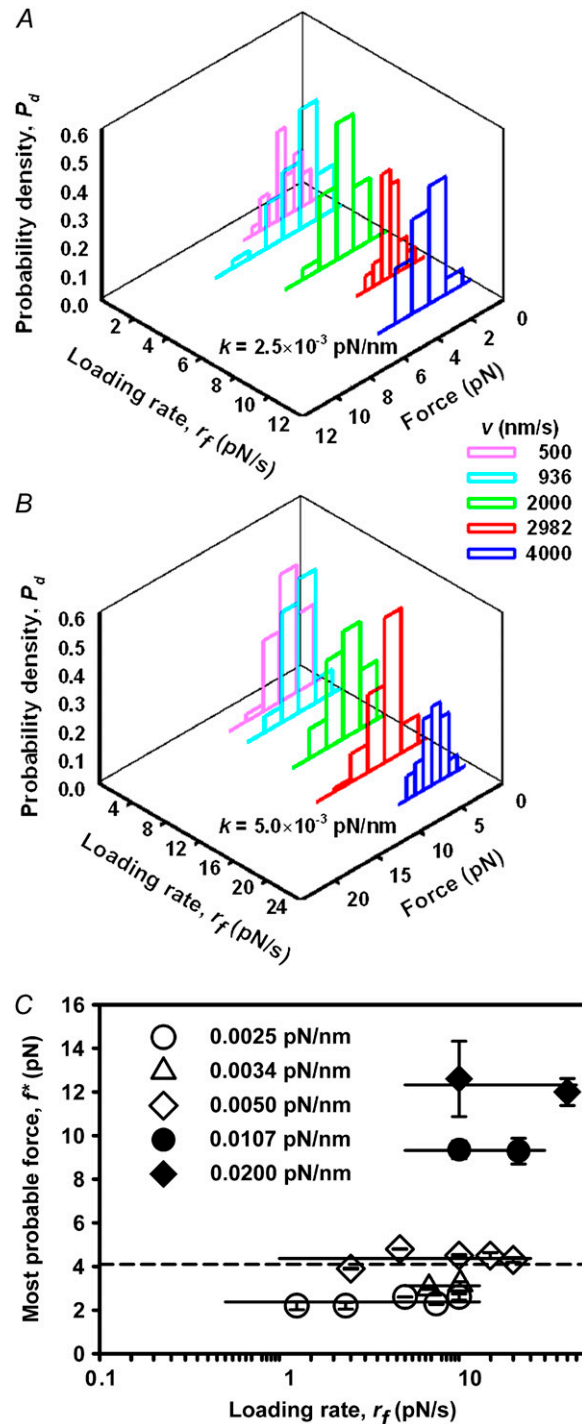 A
Probability density, P_d
0.6
0.5
0.4
0.3
0.2
0.1
0.0
2
4
6
8
10
12
Loading rate, r_f (pN/s)
k = 2.5×10⁻³ pN/nm
12
10
8
6
4
2
0
Force (pN)
v (nm/s)
500
936
2000
2982
4000
B
Probability density, P_d
0.6
0.5
0.4
0.3
0.2
0.1
0.0
4
8
12
16
20
24
Loading rate, r_f (pN/s)
k = 5.0×10⁻³ pN/nm
20
15
10
5
0
Force (pN)
C
Most probable force, f* (pN)
16
14
12
10
8
6
4
2
0
0.0025 pN/nm
0.0034 pN/nm
0.0050 pN/nm
0.0107 pN/nm
0.0200 pN/nm
0.1
1
10
Loading rate, r_f (pN/s)